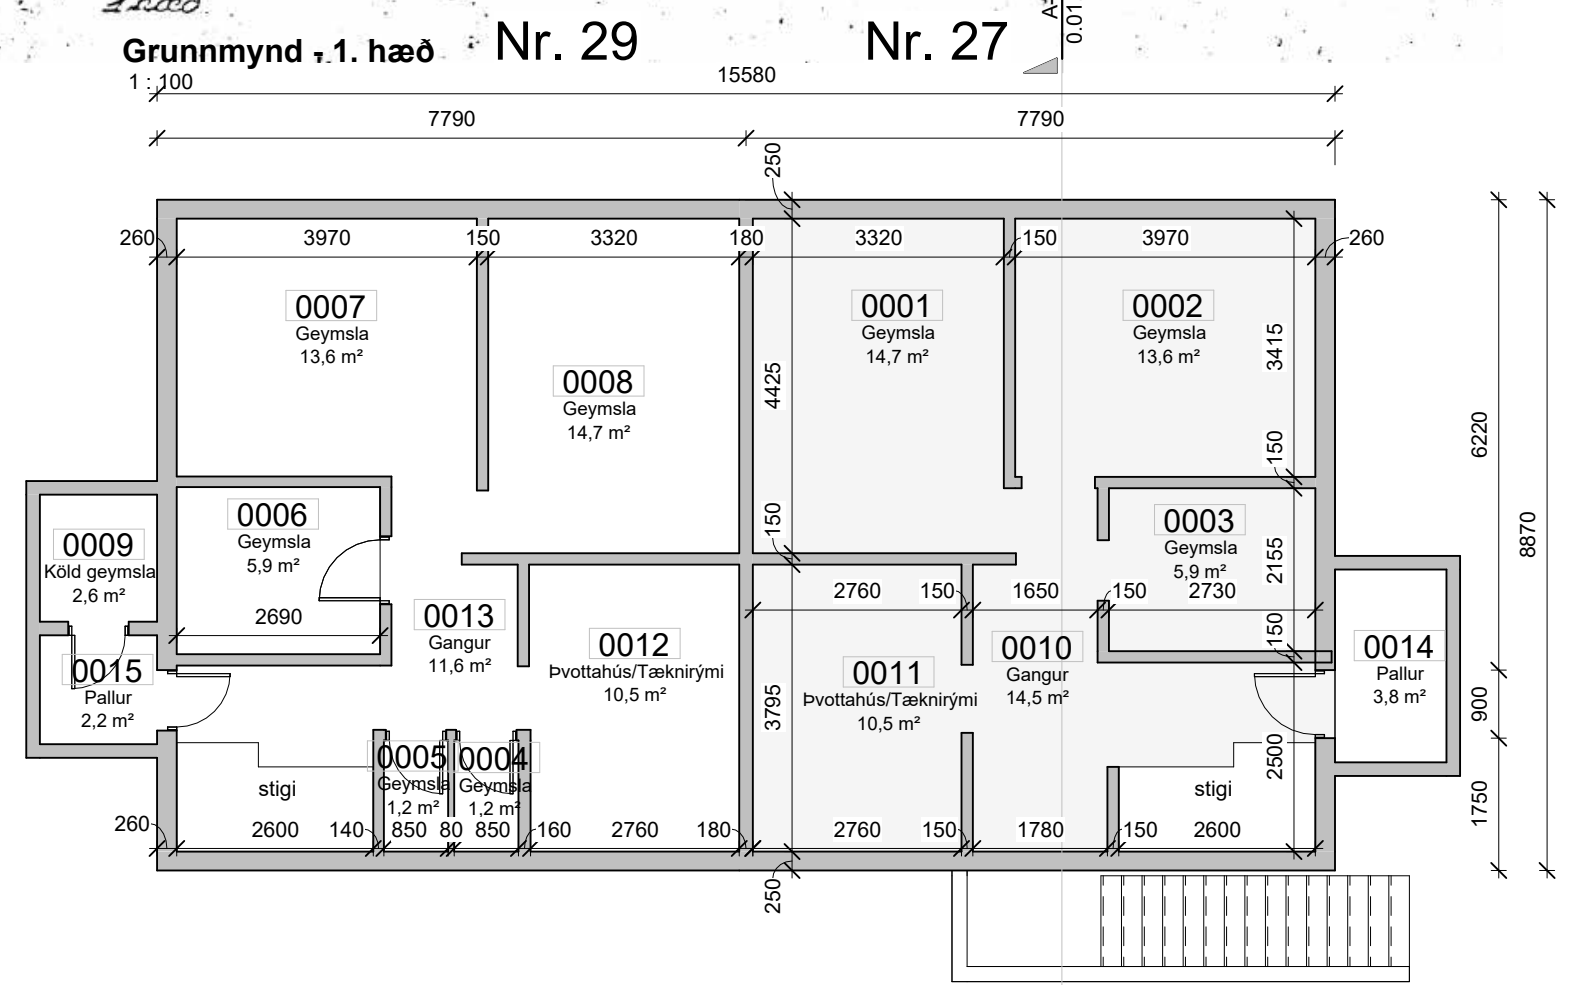 Nr. 29
Nr. 27
A-
0.01
Grunnmynd - 1. hæð
1 : 100
15580
7790
7790
250
260
3970
150
3320
180
3320
150
3970
260
0007
Geymsla
13,6 m²
0008
Geymsla
14,7 m²
0001
Geymsla
14,7 m²
0002
Geymsla
13,6 m²
4425
3415
6220
8870
150
150
0006
Geymsla
5,9 m²
0009
Köld geymsla
2,6 m²
0003
Geymsla
5,9 m²
2155
2690
2760
150
1650
150
2730
150
0013
Gangur
11,6 m²
0012
Þvottahús/Tæknirými
10,5 m²
0011
Þvottahús/Tæknirými
10,5 m²
0010
Gangur
14,5 m²
0014
Pallur
3,8 m²
0015
Pallur
2,2 m²
3795
900
2500
1750
0005
Geymsla
1,2 m²
0004
Geymsla
1,2 m²
stigi
stigi
260
2600
140
850
80
850
160
2760
180
2760
150
1780
150
2600
250